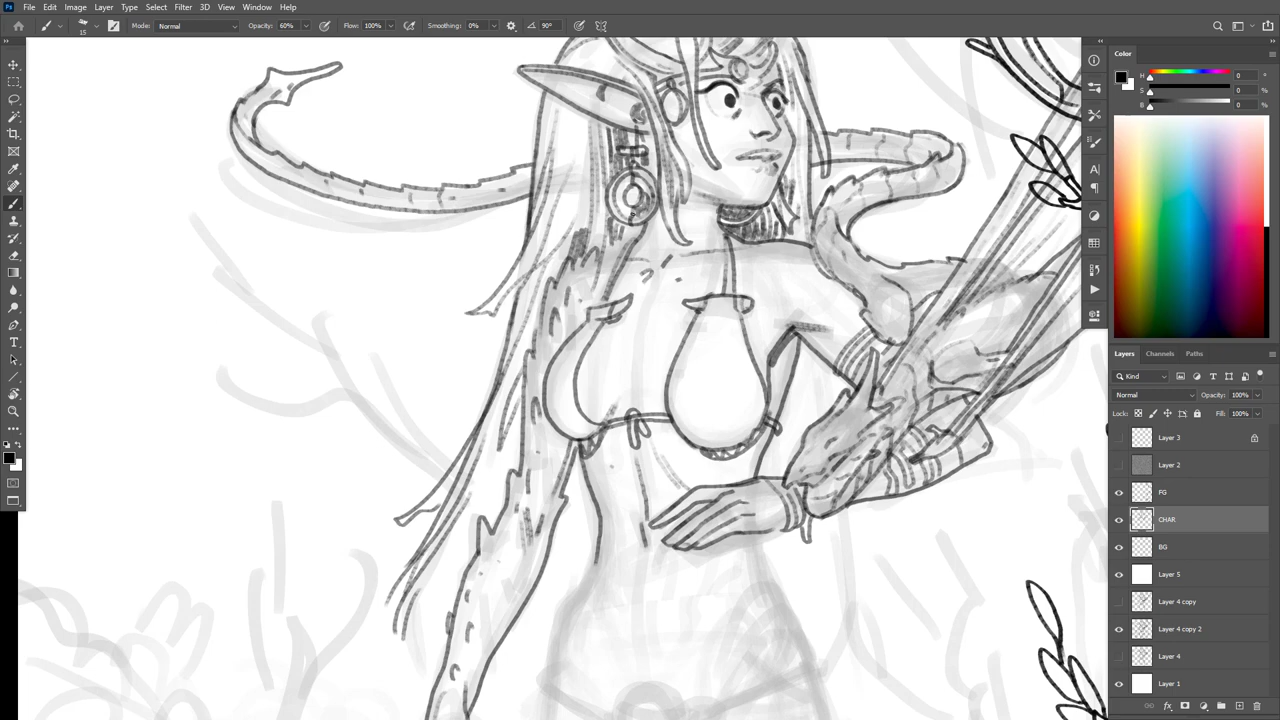 Ps File Edit Image Layer Type Select Filter 3D View Window Help
15 Mode: Normal Opacity: 60% Flow: 100% Smoothing: 0% 90°
Color
H 0 °
S 0 %
B 0 %
Layers Channels Paths
Kind
Normal Opacity: 100%
Lock: Fill: 100%
Layer 3
Layer 2
FG
CHAR
BG
Layer 5
Layer 4 copy
Layer 4 copy 2
Layer 4
Layer 1